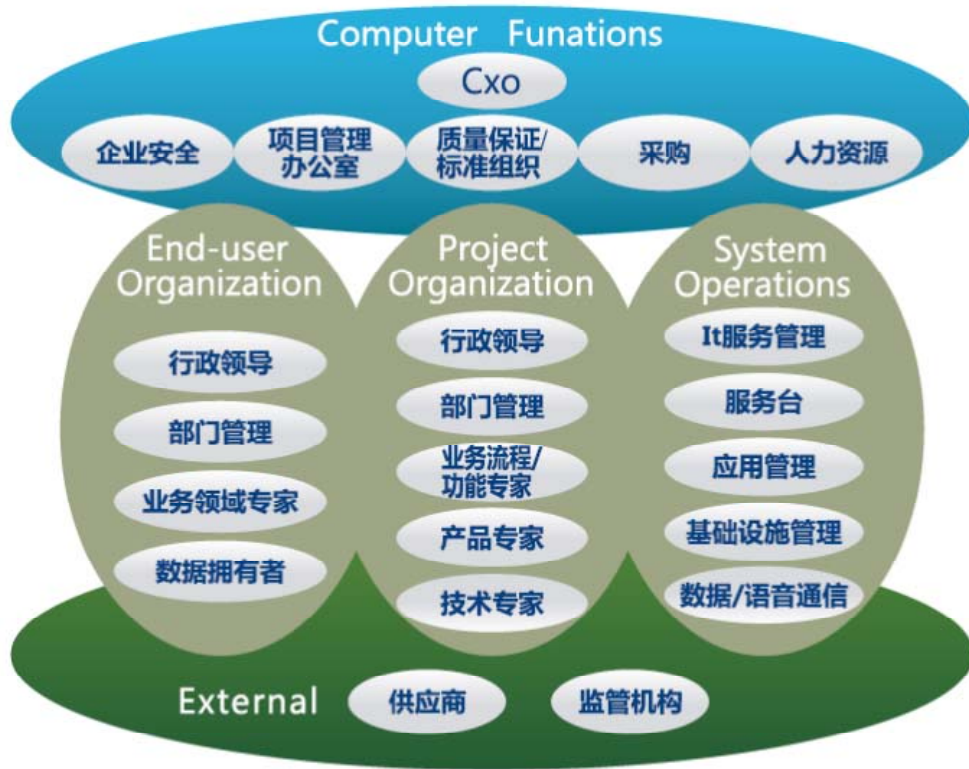 Computer Funations
Cxo
企业安全
项目管理
办公室
质量保证/
标准组织
采购
人力资源
End-user
Organization
行政领导
部门管理
业务领域专家
数据拥有者
Project
Organization
行政领导
部门管理
业务流程/
功能专家
产品专家
技术专家
System
Operations
It服务管理
服务台
应用管理
基础设施管理
数据/语音通信
External
供应商
监管机构